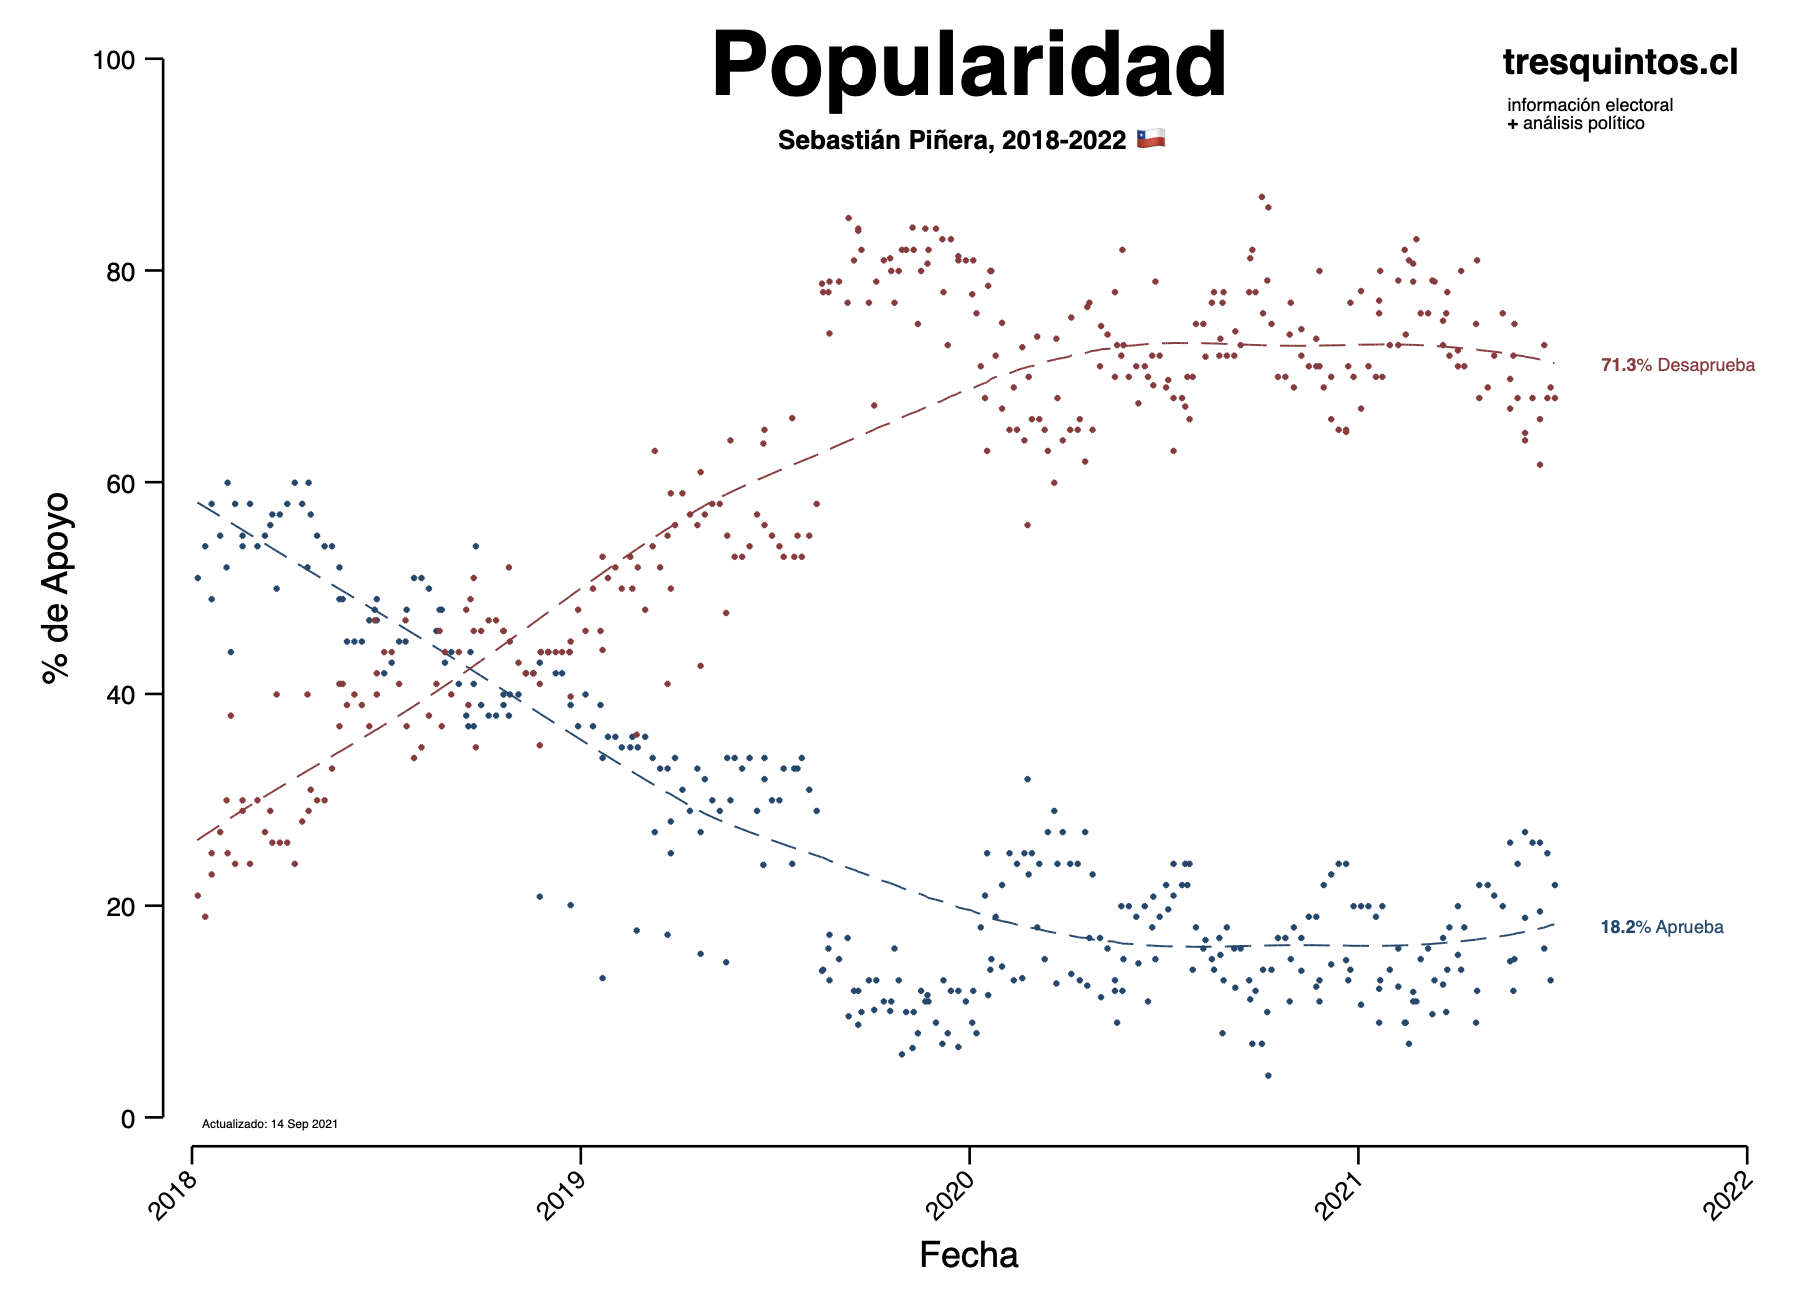 Popularidad
Sebastián Piñera, 2018-2022 🇨🇱
tresquintos.cl
información electoral
+ análisis político
100
80
60
40
20
0
% de Apoyo
71.3% Desaprueba
18.2% Aprueba
Actualizado: 14 Sep 2021
2018
2019
2020
2021
2022
Fecha